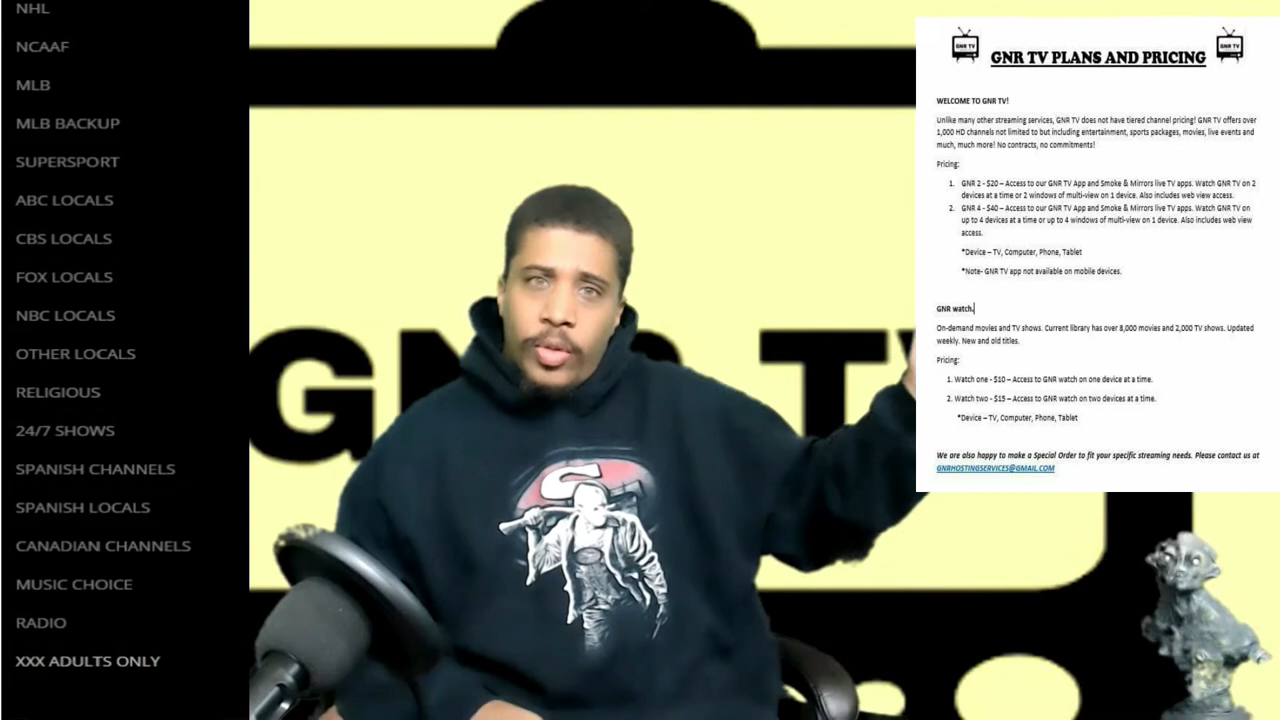 NHL
NCAAF
MLB
MLB BACKUP
SUPERSPORT
ABC LOCALS
CBS LOCALS
FOX LOCALS
NBC LOCALS
OTHER LOCALS
RELIGIOUS
24/7 SHOWS
SPANISH CHANNELS
SPANISH LOCALS
CANADIAN CHANNELS
MUSIC CHOICE
RADIO
XXX ADULTS ONLY
GNR TV
GNR TV PLANS AND PRICING
GNR TV
WELCOME TO GNR TV!
Unlike many other streaming services, GNR TV does not have tiered channel pricing! GNR TV offers over
1,000 HD channels not limited to but including entertainment, sports packages, movies, live events and
much, much more! No contracts, no commitments!
Pricing:
1. GNR 2 - $20 – Access to our GNR TV App and Smoke & Mirrors live TV apps. Watch GNR TV on 2
devices at a time or 2 windows of multi-view on 1 device. Also includes web view access.
2. GNR 4 - $40 – Access to our GNR TV App and Smoke & Mirrors live TV apps. Watch GNR TV on
up to 4 devices at a time or up to 4 windows of multi-view on 1 device. Also includes web view
access.
*Device – TV, Computer, Phone, Tablet
*Note- GNR TV app not available on mobile devices.
GNR watch.
On-demand movies and TV shows. Current library has over 8,000 movies and 2,000 TV shows. Updated
weekly. New and old titles.
Pricing:
1. Watch one - $10 – Access to GNR watch on one device at a time.
2. Watch two - $15 – Access to GNR watch on two devices at a time.
*Device – TV, Computer, Phone, Tablet
We are also happy to make a Special Order to fit your specific streaming needs. Please contact us at
GNRHOSTINGSERVICES@GMAIL.COM
GN TV